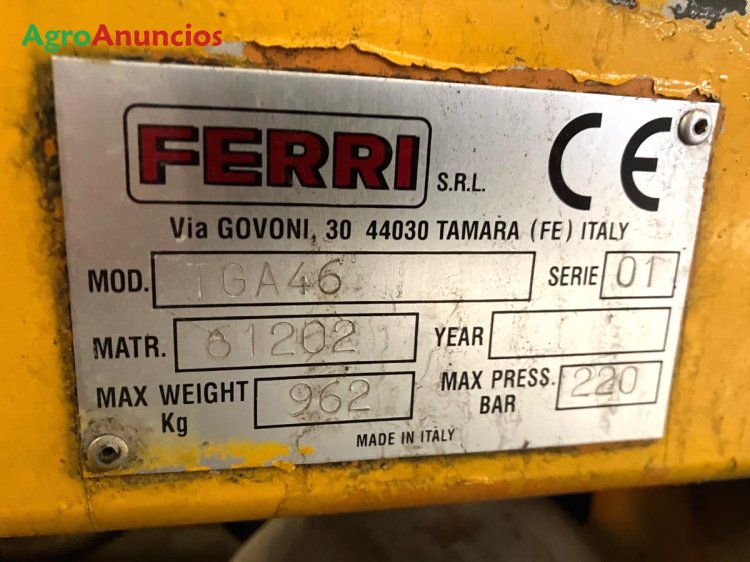 AgroAnuncios
FERRI S.R.L. CE
Via GOVONI, 30 44030 TAMARA (FE) ITALY
MOD. TGA46 SERIE 01
MATR. 61202 YEAR
MAX WEIGHT Kg 962 MAX PRESS. BAR 220
MADE IN ITALY